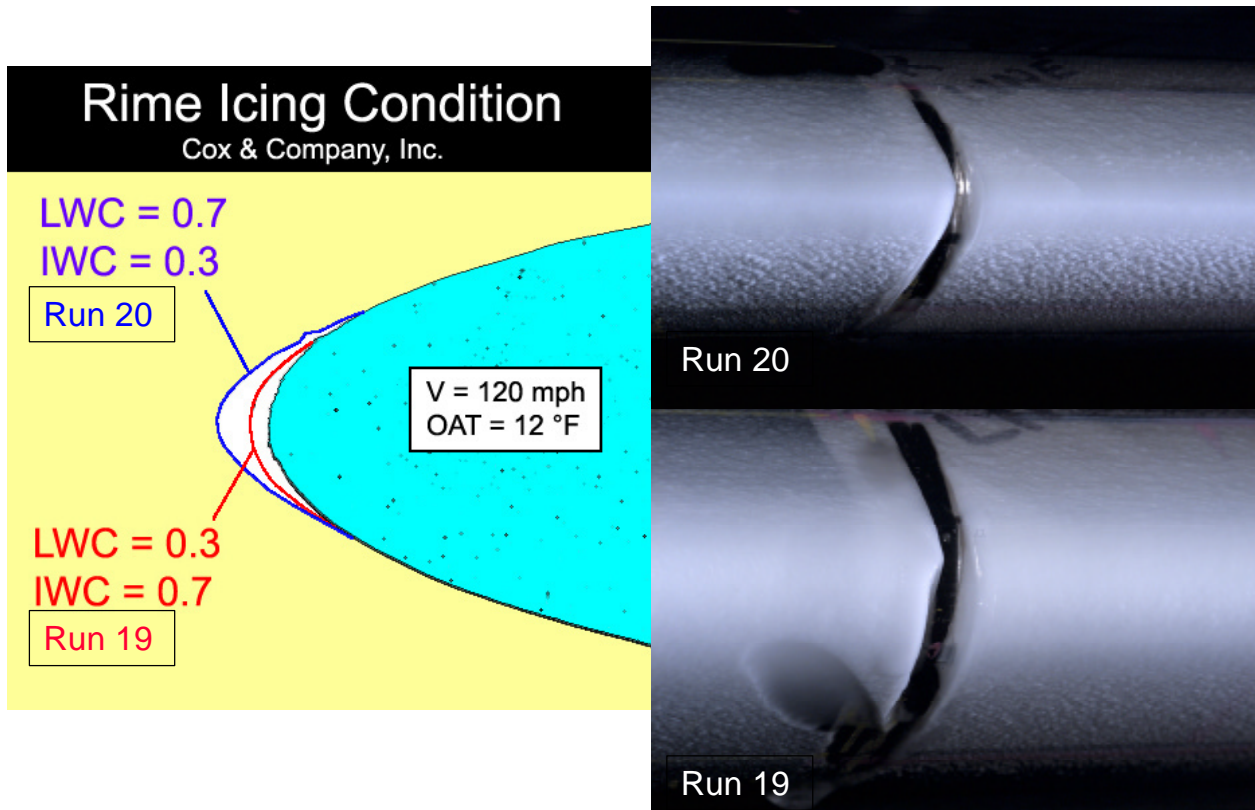 Rime Icing Condition
Cox & Company, Inc.
LWC = 0.7
IWC = 0.3
Run 20
V = 120 mph
OAT = 12 °F
LWC = 0.3
IWC = 0.7
Run 19
Run 20
Run 19